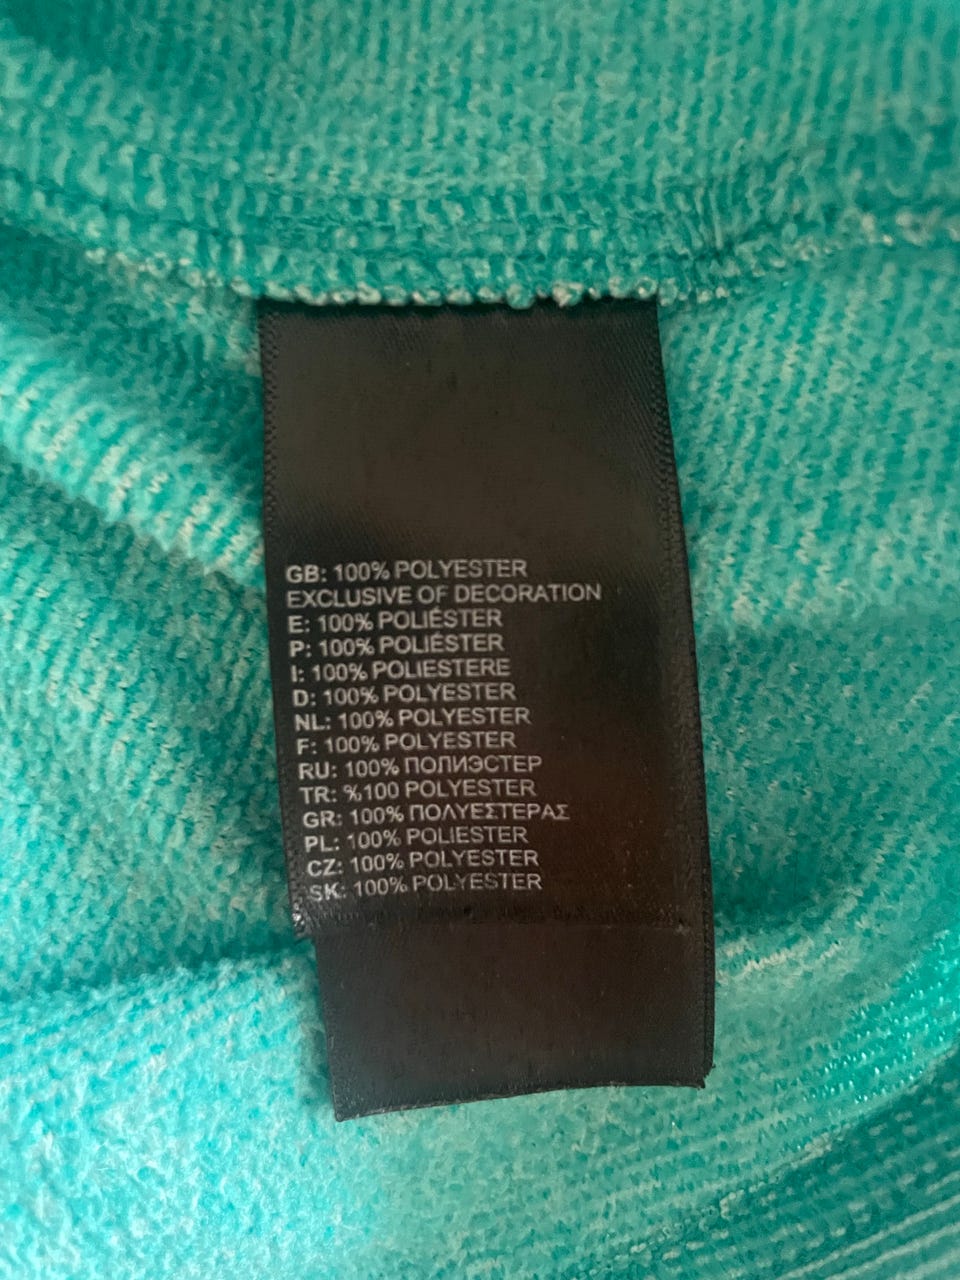 GB: 100% POLYESTER
EXCLUSIVE OF DECORATION
E: 100% POLIÉSTER
P: 100% POLIÉSTER
I: 100% POLIESTERE
D: 100% POLYESTER
NL: 100% POLYESTER
F: 100% POLYESTER
RU: 100% ПОЛИЭСТЕР
TR: %100 POLYESTER
GR: 100% ΠΟΛΥΕΣΤΕΡΑΣ
PL: 100% POLIESTER
CZ: 100% POLYESTER
SK: 100% POLYESTER